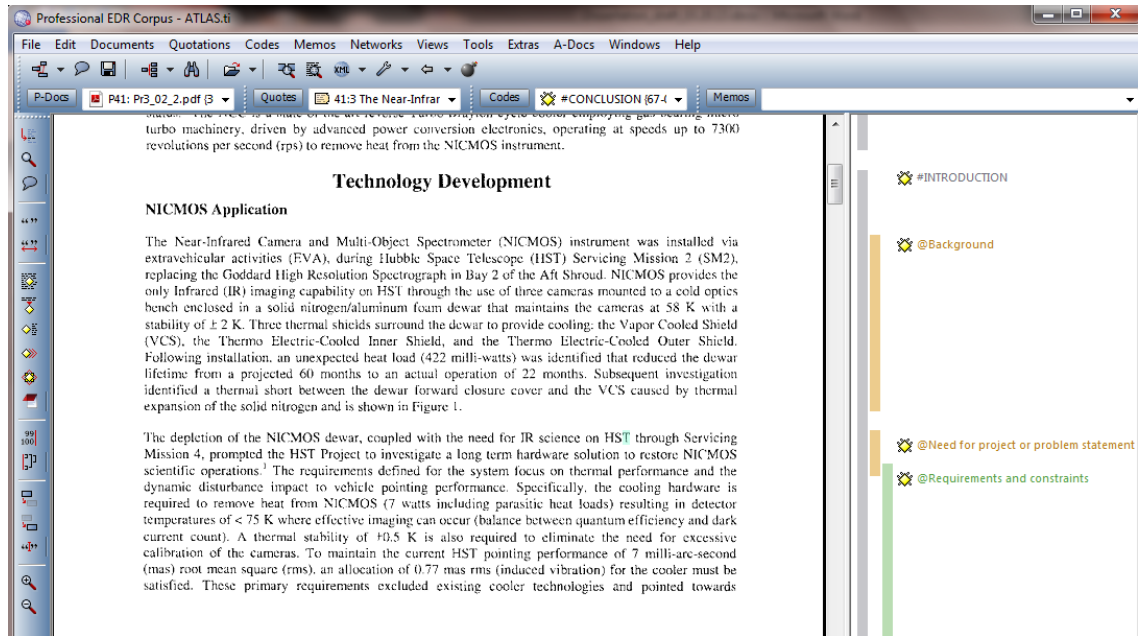 Professional EDR Corpus - ATLAS.ti
File Edit Documents Quotations Codes Memos Networks Views Tools Extras A-Docs Windows Help
XML
P-Docs P41: Pr3_02_2.pdf (3 Quotes 41:3 The Near-Infrar Codes #CONCLUSION {67-( Memos
turbo machinery, driven by advanced power conversion electronics, operating at speeds up to 7300
revolutions per second (rps) to remove heat from the NICMOS instrument.
Technology Development
#INTRODUCTION
NICMOS Application
The Near-Infrared Camera and Multi-Object Spectrometer (NICMOS) instrument was installed via
@Background
extravehicular activities (EVA), during Hubble Space Telescope (HST) Servicing Mission 2 (SM2),
replacing the Goddard High Resolution Spectrograph in Bay 2 of the Aft Shroud. NICMOS provides the
only Infrared (IR) imaging capability on HST through the use of three cameras mounted to a cold optics
bench enclosed in a solid nitrogen/aluminum foam dewar that maintains the cameras at 58 K with a
stability of ± 2 K. Three thermal shields surround the dewar to provide cooling: the Vapor Cooled Shield
(VCS), the Thermo Electric-Cooled Inner Shield, and the Thermo Electric-Cooled Outer Shield.
Following installation, an unexpected heat load (422 milli-watts) was identified that reduced the dewar
lifetime from a projected 60 months to an actual operation of 22 months. Subsequent investigation
identified a thermal short between the dewar forward closure cover and the VCS caused by thermal
expansion of the solid nitrogen and is shown in Figure 1.
The depletion of the NICMOS dewar, coupled with the need for IR science on HST through Servicing
@Need for project or problem statement
Mission 4, prompted the HST Project to investigate a long term hardware solution to restore NICMOS
scientific operations.¹ The requirements defined for the system focus on thermal performance and the
@Requirements and constraints
dynamic disturbance impact to vehicle pointing performance. Specifically, the cooling hardware is
required to remove heat from NICMOS (7 watts including parasitic heat loads) resulting in detector
temperatures of < 75 K where effective imaging can occur (balance between quantum efficiency and dark
current count). A thermal stability of ±0.5 K is also required to eliminate the need for excessive
calibration of the cameras. To maintain the current HST pointing performance of 7 milli-arc-second
(mas) root mean square (rms), an allocation of 0.77 mas rms (induced vibration) for the cooler must be
satisfied. These primary requirements excluded existing cooler technologies and pointed towards